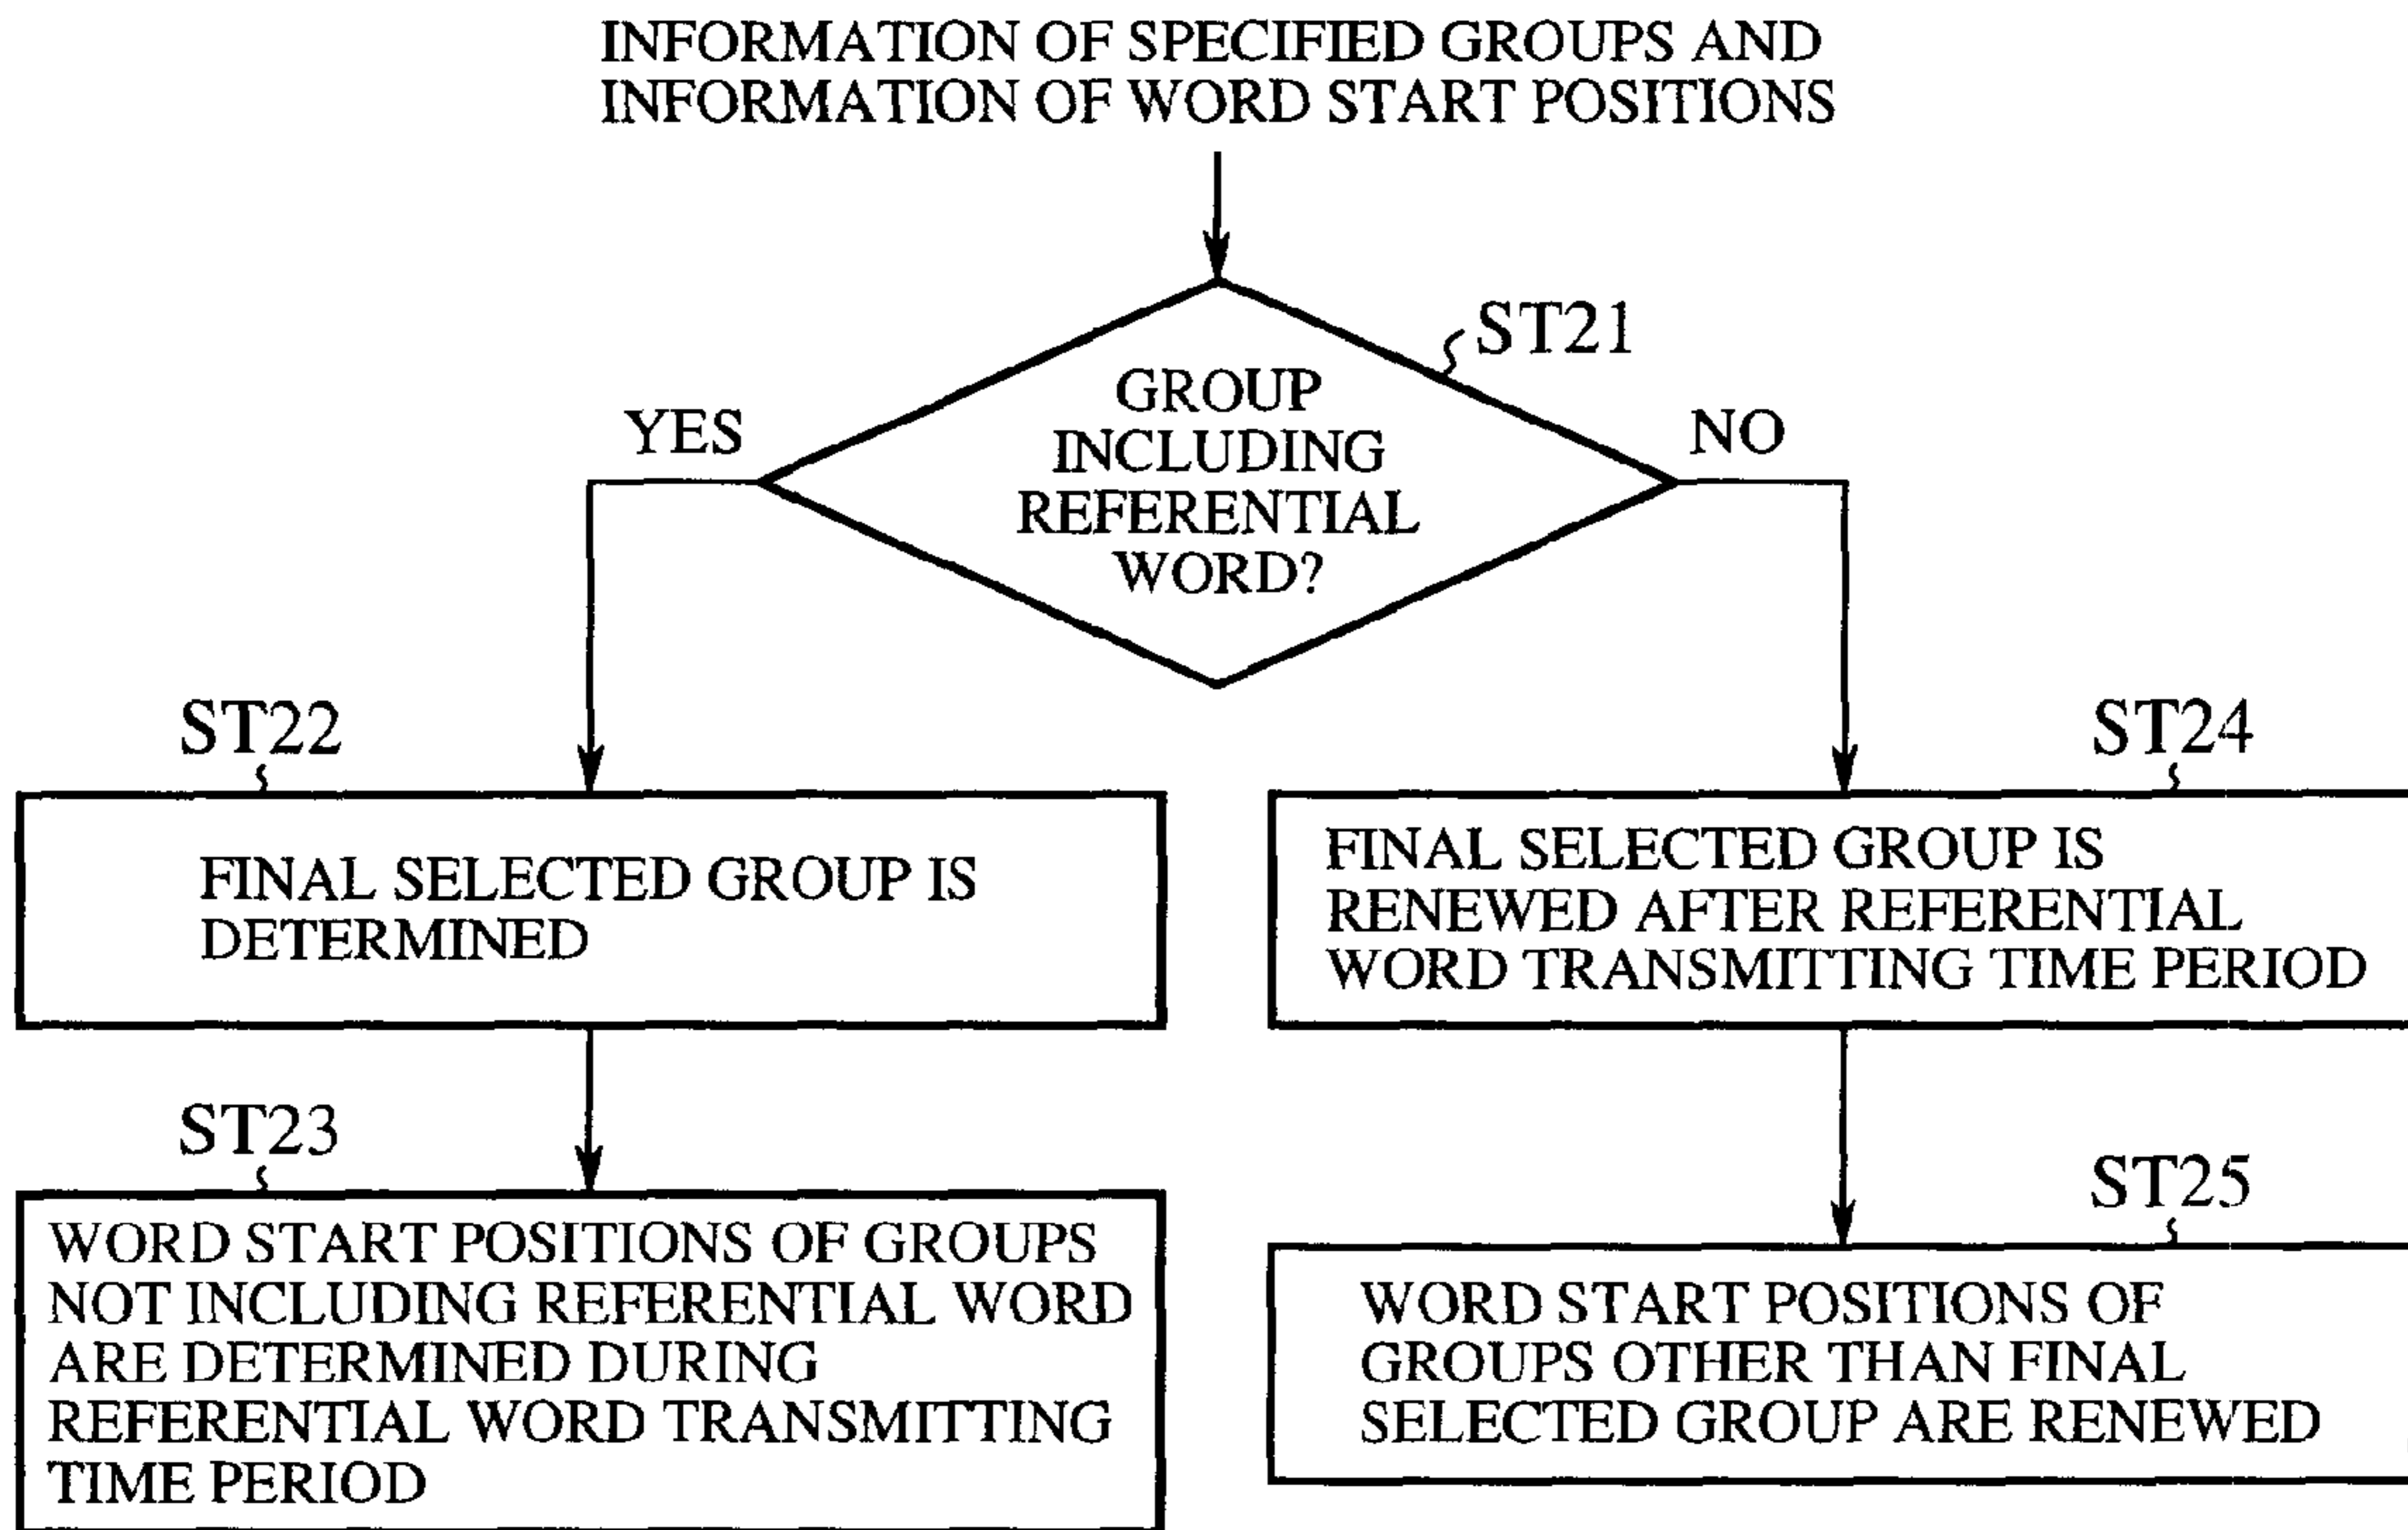 INFORMATION OF SPECIFIED GROUPS AND
INFORMATION OF WORD START POSITIONS
ST21
GROUP
INCLUDING
REFERENTIAL
WORD?
YES
NO
ST22
FINAL SELECTED GROUP IS
DETERMINED
ST24
FINAL SELECTED GROUP IS
RENEWED AFTER REFERENTIAL
WORD TRANSMITTING TIME PERIOD
ST23
WORD START POSITIONS OF GROUPS
NOT INCLUDING REFERENTIAL WORD
ARE DETERMINED DURING
REFERENTIAL WORD TRANSMITTING
TIME PERIOD
ST25
WORD START POSITIONS OF
GROUPS OTHER THAN FINAL
SELECTED GROUP ARE RENEWED